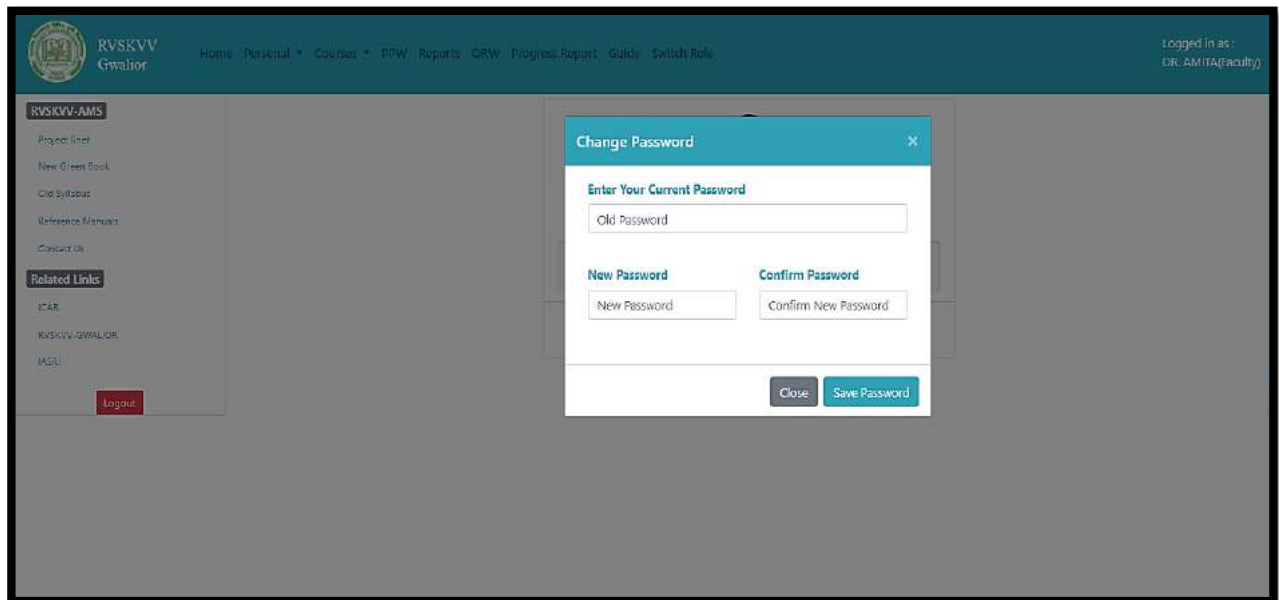 RVSKVV
Gwalior
Home Personal Courses PPW Reports ORW Progress Report Guide Switch Role
Logged in as :
DR. AMITA(Faculty)
RVSKVV-AMS
Project Brief
New Green Book
Old Syllabus
Reference Manuals
Contact Us
Related Links
ICAR
RVSKVV-GWALIOR
IASRI
Logout
Change Password ×
Enter Your Current Password
Old Password
New Password Confirm Password
New Password Confirm New Password
Close Save Password